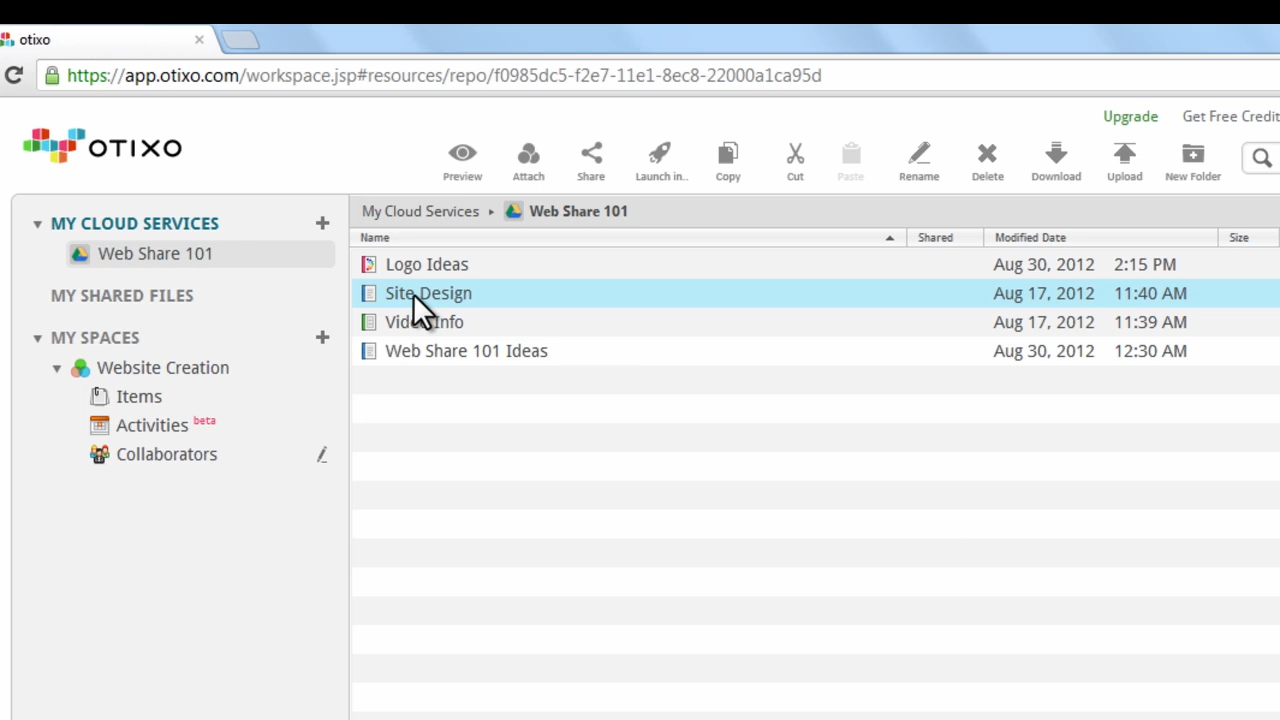 otixo
https://app.otixo.com/workspace.jsp#resources/repo/f0985dc5-f2e7-11e1-8ec8-22000a1ca95d
Upgrade Get Free Credit
OTIXO
Preview Attach Share Launch in.. Copy Cut Paste Rename Delete Download Upload New Folder
MY CLOUD SERVICES
Web Share 101
MY SHARED FILES
MY SPACES
Website Creation
Items
Activities beta
Collaborators
My Cloud Services Web Share 101
Name Shared Modified Date Size
Logo Ideas Aug 30, 2012 2:15 PM
Site Design Aug 17, 2012 11:40 AM
Video Info Aug 17, 2012 11:39 AM
Web Share 101 Ideas Aug 30, 2012 12:30 AM